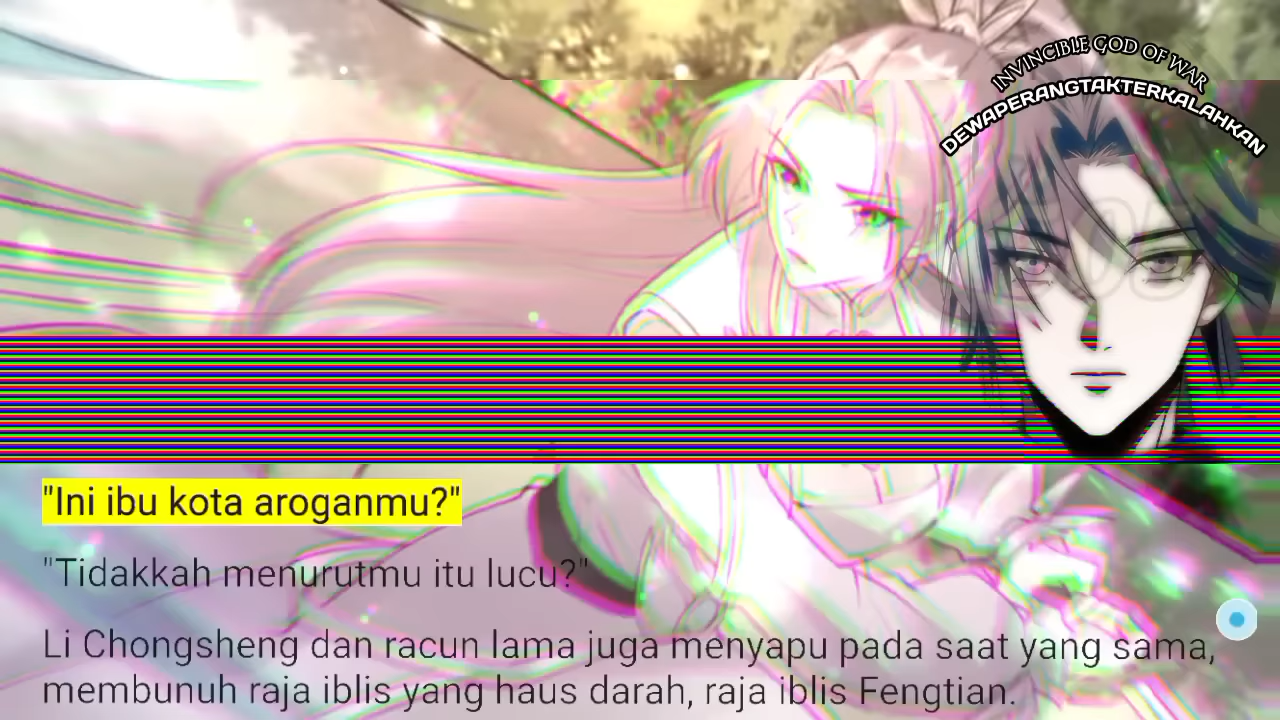 INVINCIBLE GOD OF WAR
DEWAPERANGTAKTERKALAHKAN
"Ini ibu kota aroganmu?"
"Tidakkah menurutmu itu lucu?"
Li Chongsheng dan racun lama juga menyapu pada saat yang sama,
membunuh raja iblis yang haus darah, raja iblis Fengtian.